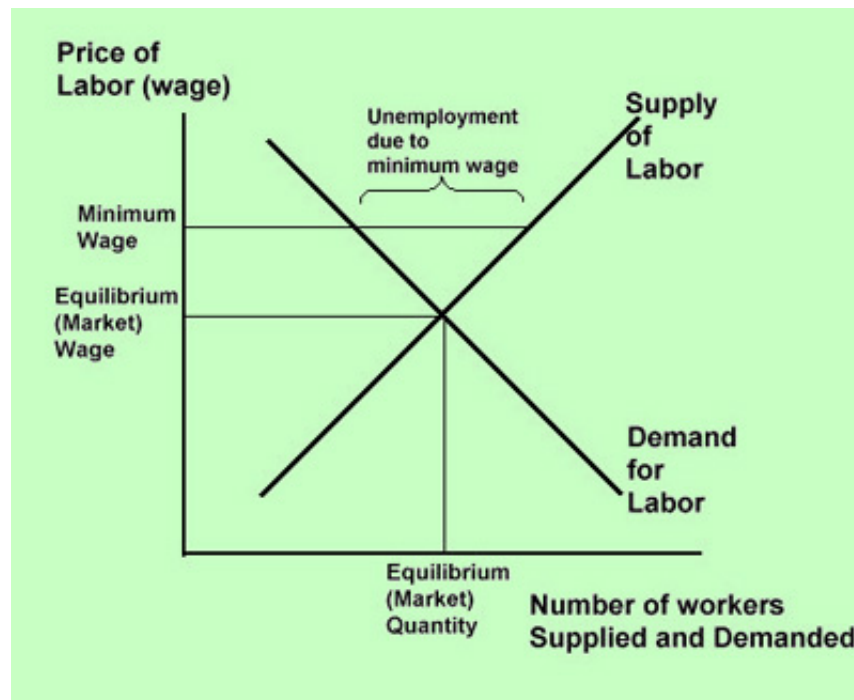 Price of
Labor (wage)
Unemployment
due to
minimum wage
Supply
of
Labor
Minimum
Wage
Equilibrium
(Market)
Wage
Demand
for
Labor
Equilibrium
(Market)
Quantity
Number of workers
Supplied and Demanded